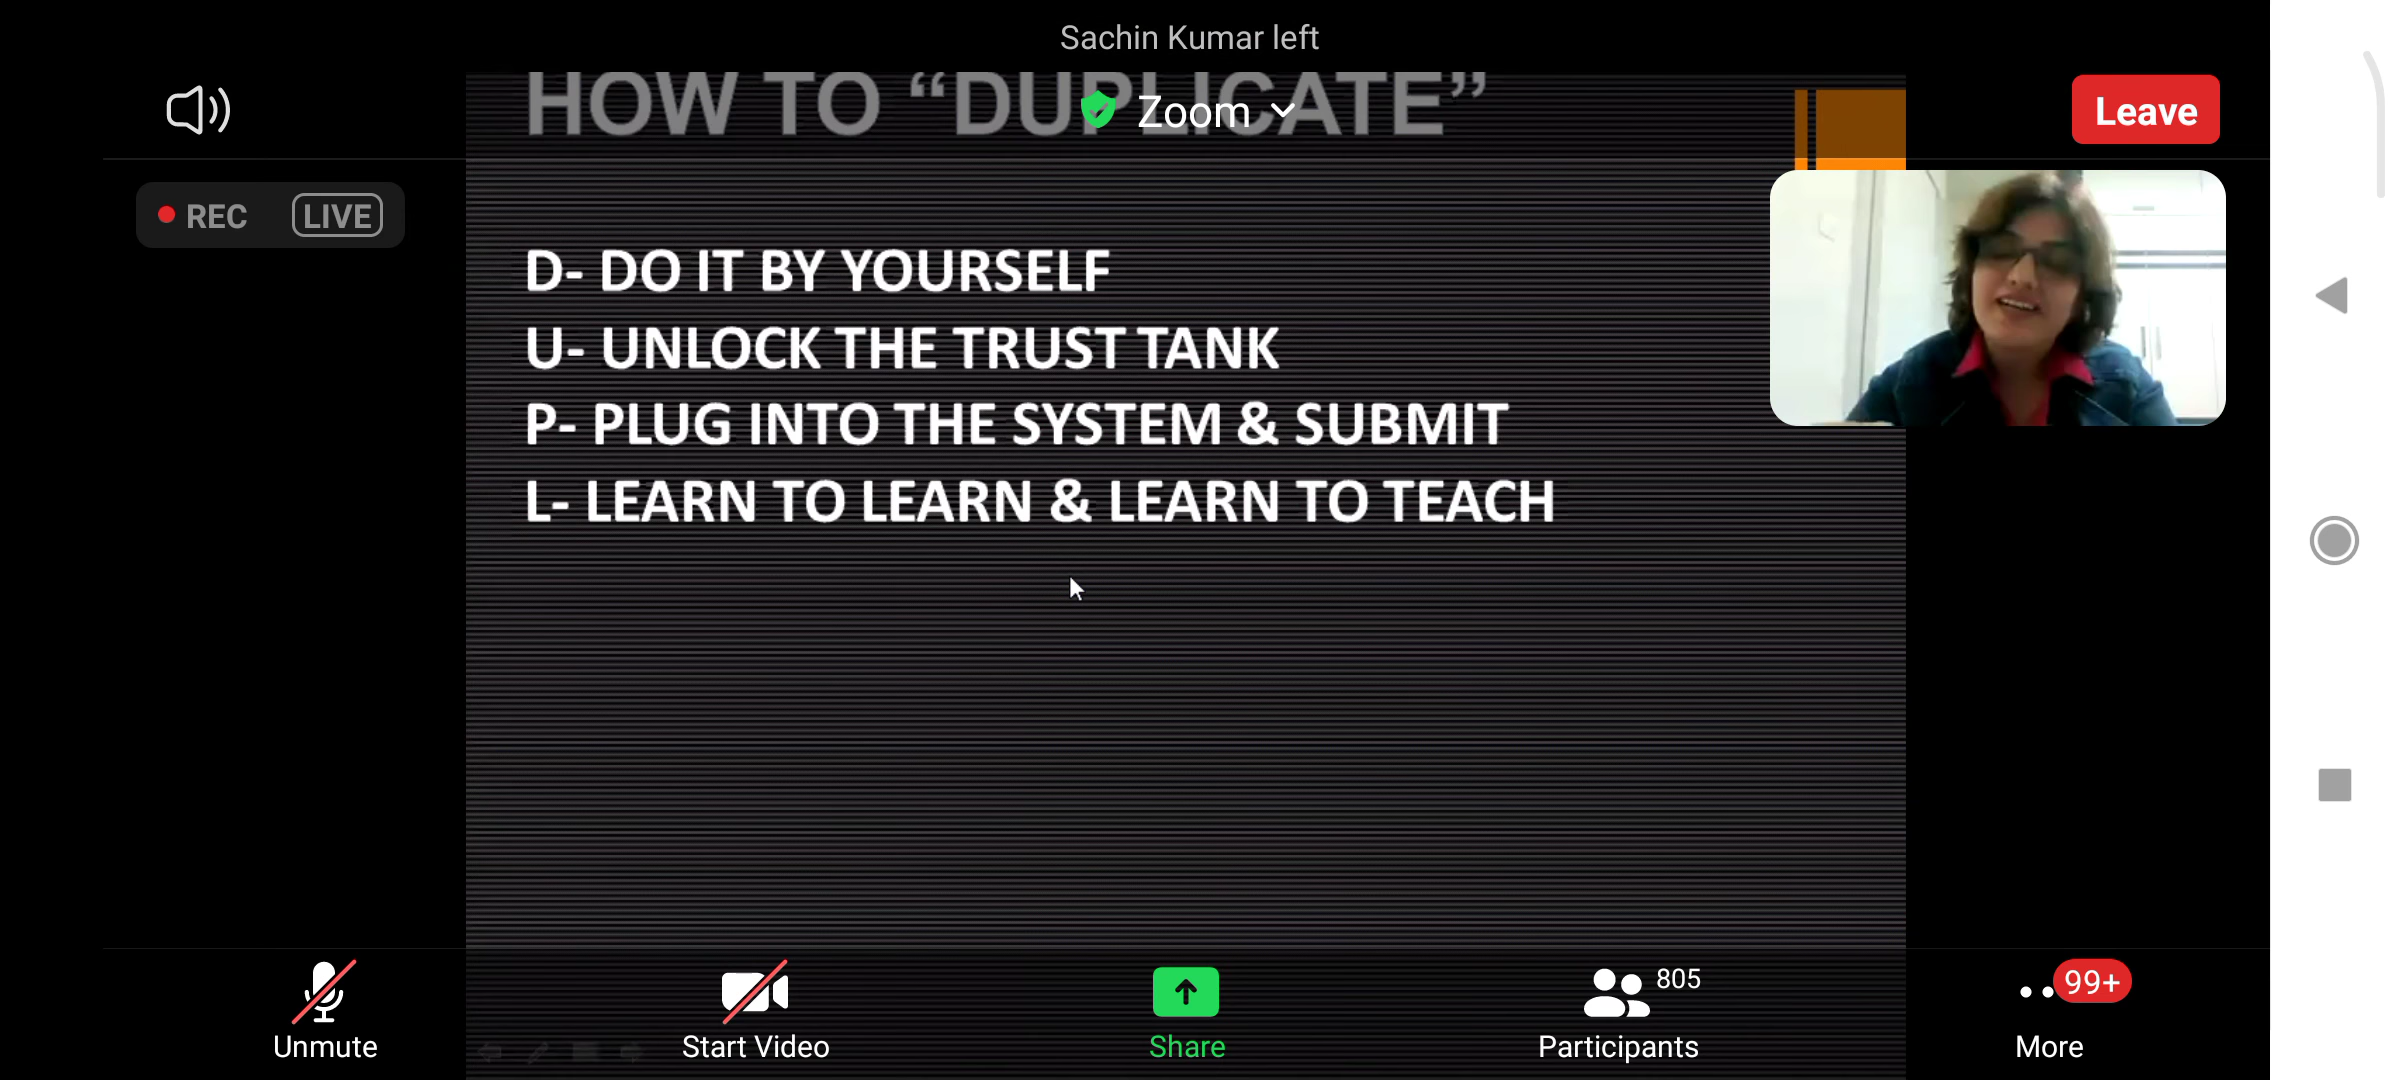 Sachin Kumar left
HOW TO “DUPLICATE”
Zoom
Leave
REC LIVE
D- DO IT BY YOURSELF
U- UNLOCK THE TRUST TANK
P- PLUG INTO THE SYSTEM & SUBMIT
L- LEARN TO LEARN & LEARN TO TEACH
805
99+
Unmute Start Video Share Participants More